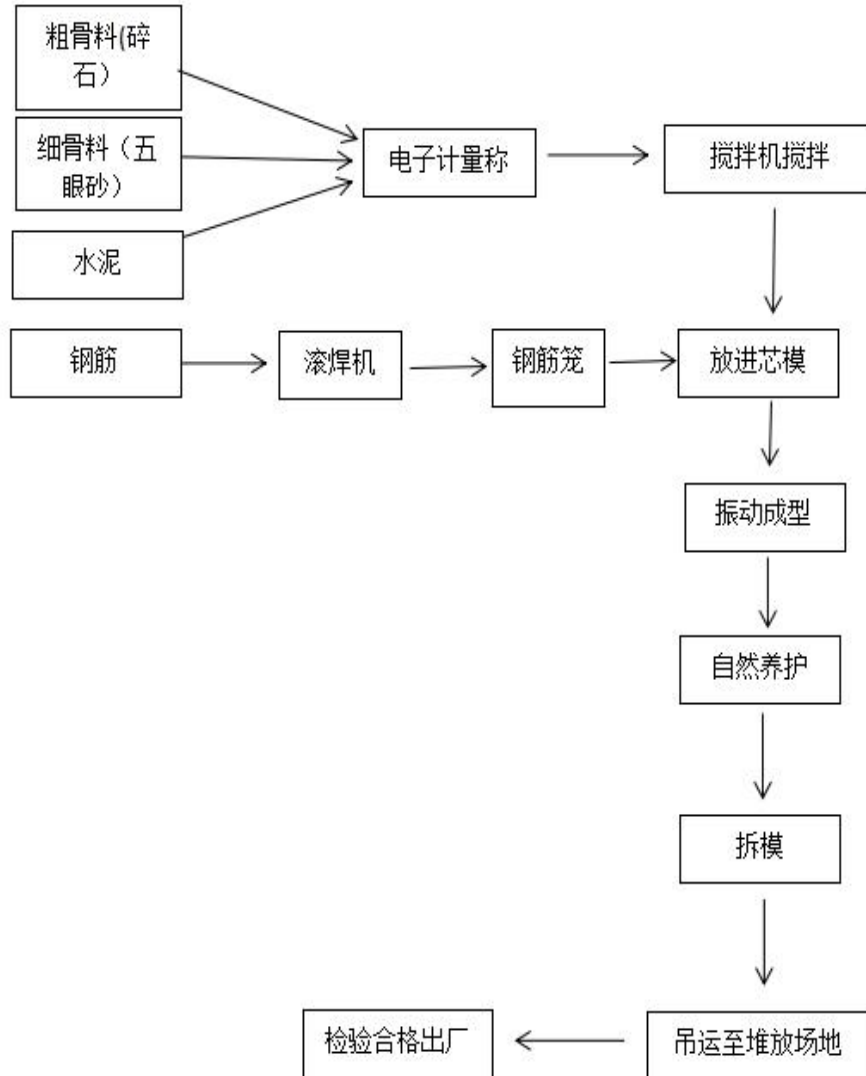 粗骨料(碎
石）
细骨料（五
眼砂）
水泥
电子计量称
搅拌机搅拌
钢筋
滚焊机
钢筋笼
放进芯模
振动成型
自然养护
拆模
吊运至堆放场地
检验合格出厂